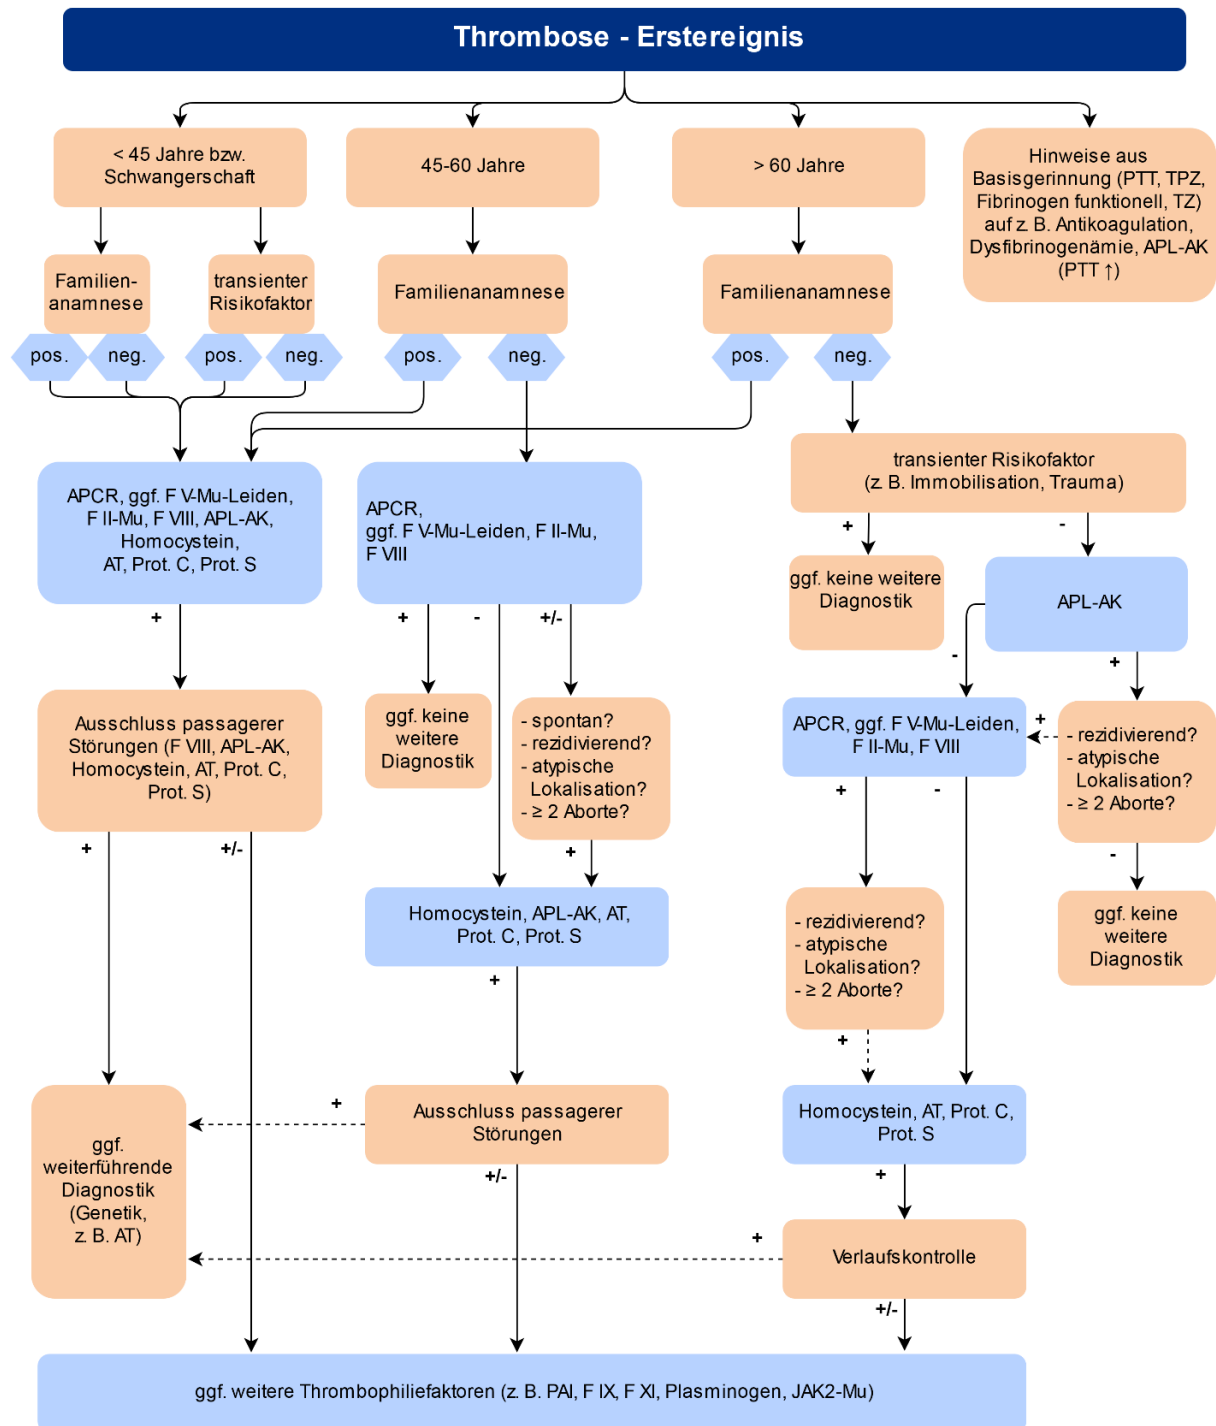 Thrombose - Erstereignis
< 45 Jahre bzw.
Schwangerschaft
45-60 Jahre
> 60 Jahre
Hinweise aus
Basisgerinnung (PTT, TPZ,
Fibrinogen funktionell, TZ)
auf z. B. Antikoagulation,
Dysfibrinogenämie, APL-AK
(PTT ↑)
Familien-
anamnese
transienter
Risikofaktor
Familienanamnese
Familienanamnese
pos.
neg.
pos.
neg.
pos.
neg.
pos.
neg.
APCR, ggf. F V-Mu-Leiden,
F II-Mu, F VIII, APL-AK,
Homocystein,
AT, Prot. C, Prot. S
APCR,
ggf. F V-Mu-Leiden, F II-Mu,
F VIII
transienter Risikofaktor
(z. B. Immobilisation, Trauma)
+
-
ggf. keine weitere
Diagnostik
APL-AK
+
+
-
+/-
-
+
Ausschluss passagerer
Störungen (F VIII, APL-AK,
Homocystein, AT, Prot. C,
Prot. S)
ggf. keine
weitere
Diagnostik
- spontan?
- rezidivierend?
- atypische
Lokalisation?
- ≥ 2 Aborte?
APCR, ggf. F V-Mu-Leiden,
F II-Mu, F VIII
+
- rezidivierend?
- atypische
Lokalisation?
- ≥ 2 Aborte?
+
+/-
+
+
-
-
Homocystein, APL-AK, AT,
Prot. C, Prot. S
- rezidivierend?
- atypische
Lokalisation?
- ≥ 2 Aborte?
ggf. keine
weitere
Diagnostik
+
+
ggf.
weiterführende
Diagnostik
(Genetik,
z. B. AT)
+
Ausschluss passagerer
Störungen
Homocystein, AT, Prot. C,
Prot. S
+/-
+
+
Verlaufskontrolle
+/-
ggf. weitere Thrombophiliefaktoren (z. B. PAI, F IX, F XI, Plasminogen, JAK2-Mu)